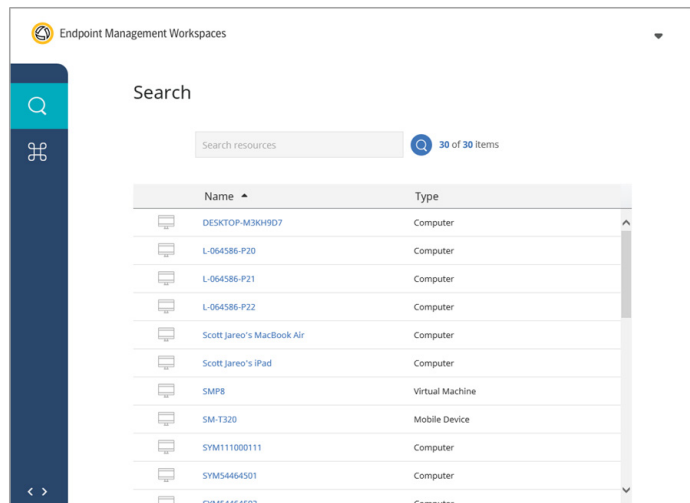 Endpoint Management Workspaces
Search
Search resources
30 of 30 items
Name Type
DESKTOP-M3KH9D7 Computer
L-064586-P20 Computer
L-064586-P21 Computer
L-064586-P22 Computer
Scott Jareo's MacBook Air Computer
Scott Jareo's iPad Computer
SMP8 Virtual Machine
SM-T320 Mobile Device
SYM111000111 Computer
SYM54464501 Computer